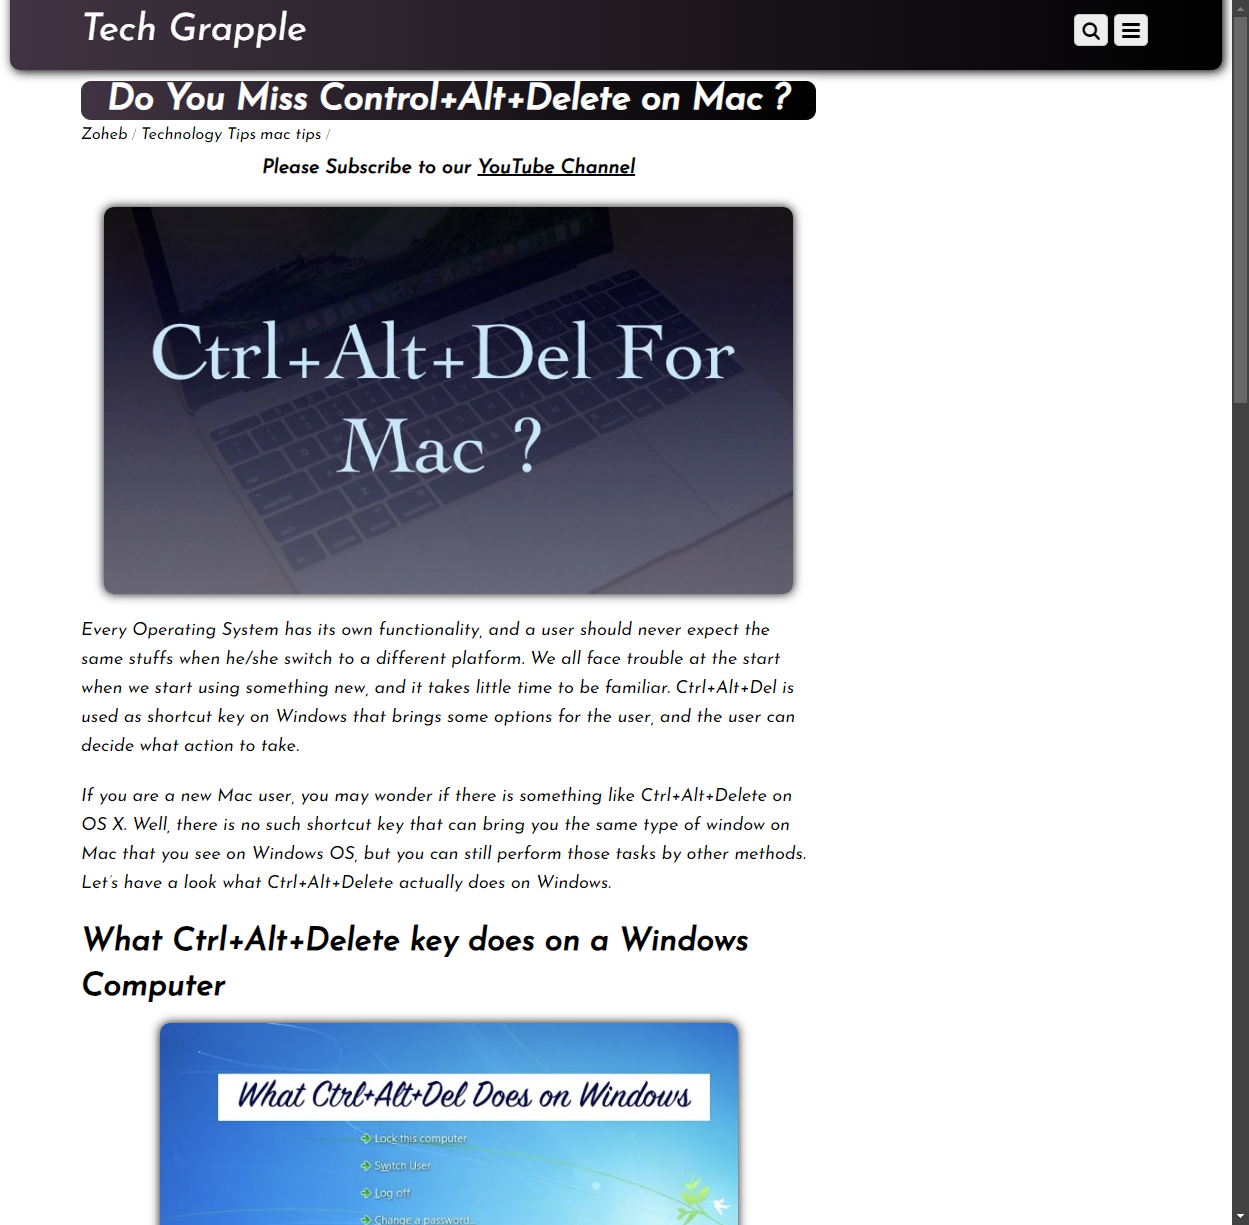 Tech Grapple
Do You Miss Control+Alt+Delete on Mac ?
Zoheb / Technology Tips mac tips /
Please Subscribe to our YouTube Channel
Ctrl+Alt+Del For
Mac ?
Every Operating System has its own functionality, and a user should never expect the
same stuffs when he/she switch to a different platform. We all face trouble at the start
when we start using something new, and it takes little time to be familiar. Ctrl+Alt+Del is
used as shortcut key on Windows that brings some options for the user, and the user can
decide what action to take.
If you are a new Mac user, you may wonder if there is something like Ctrl+Alt+Delete on
OS X. Well, there is no such shortcut key that can bring you the same type of window on
Mac that you see on Windows OS, but you can still perform those tasks by other methods.
Let's have a look what Ctrl+Alt+Delete actually does on Windows.
What Ctrl+Alt+Delete key does on a Windows
Computer
What Ctrl+Alt+Del Does on Windows
Lock this computer
Switch User
Log off
Change a password...